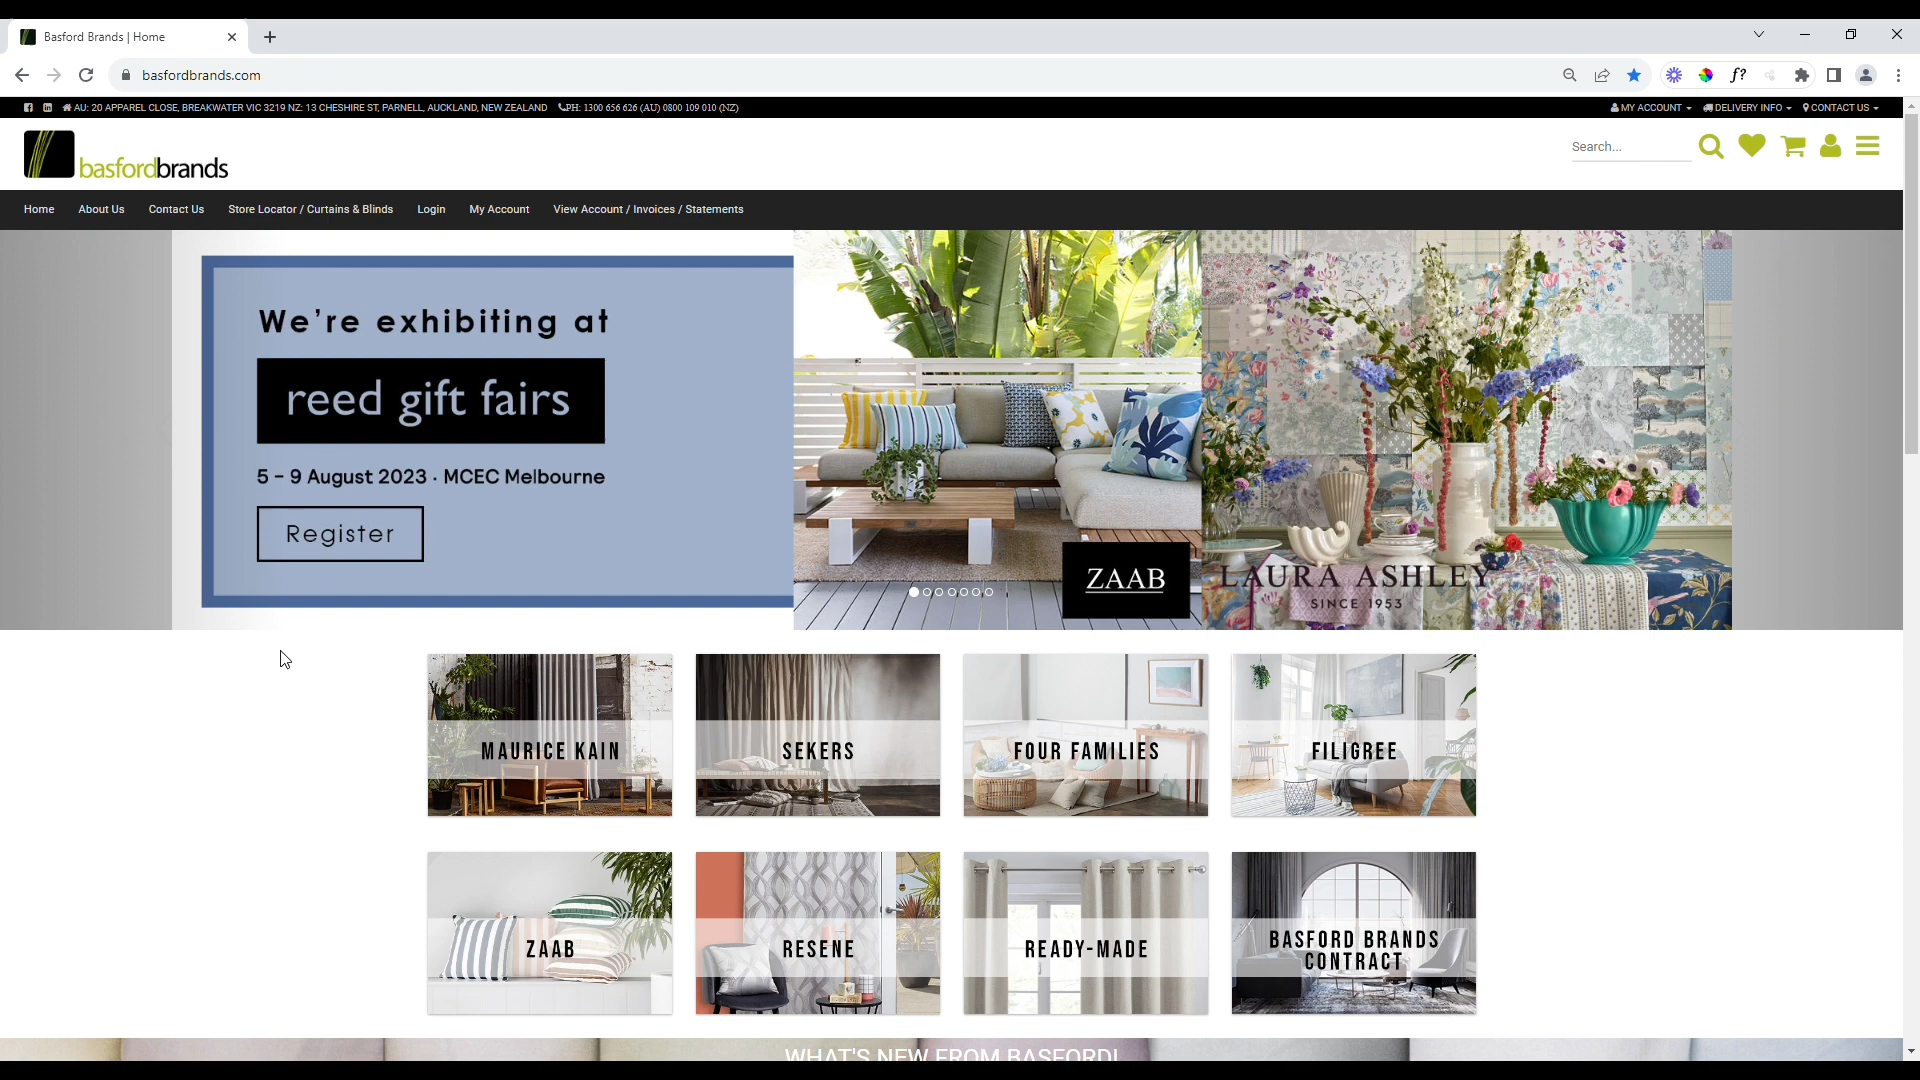 Basford Brands | Home
basfordbrands.com
AU: 20 APPAREL CLOSE, BREAKWATER VIC 3219 NZ: 13 CHESHIRE ST, PARNELL, AUCKLAND, NEW ZEALAND PH: 1300 656 626 (AU) 0800 109 010 (NZ)
MY ACCOUNT DELIVERY INFO CONTACT US
basfordbrands
Search...
Home About Us Contact Us Store Locator / Curtains & Blinds Login My Account View Account / Invoices / Statements
We're exhibiting at
reed gift fairs
5 - 9 August 2023 · MCEC Melbourne
Register
ZAAB
LAURA ASHLEY
SINCE 1953
MAURICE KAIN
SEKERS
FOUR FAMILIES
FILIGREE
ZAAB
RESENE
READY-MADE
BASFORD BRANDS
CONTRACT
WHAT'S NEW FROM BASFORD!